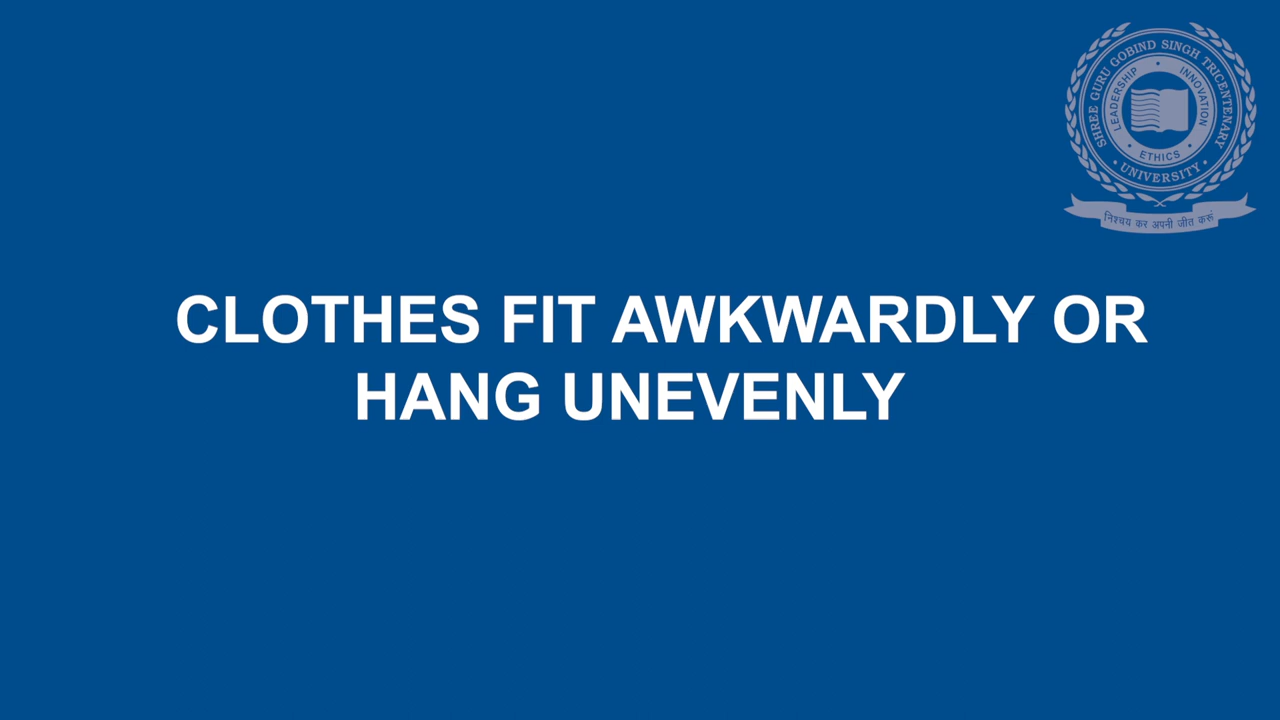 SHREE GURU GOBIND SINGH TRICENTENARY
UNIVERSITY
LEADERSHIP
INNOVATION
ETHICS
निश्चय कर अपनी जीत करूं
CLOTHES FIT AWKWARDLY OR
HANG UNEVENLY